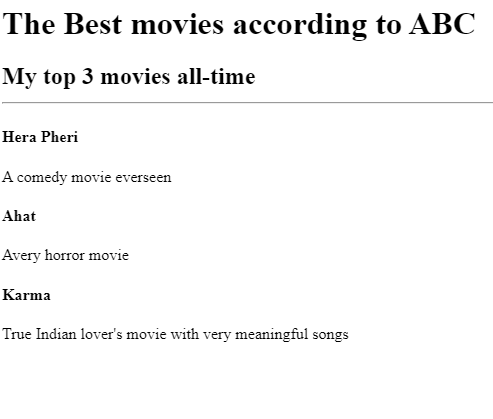 The Best movies according to ABC
My top 3 movies all-time
Hera Pheri
A comedy movie everseen
Ahat
Avery horror movie
Karma
True Indian lover's movie with very meaningful songs